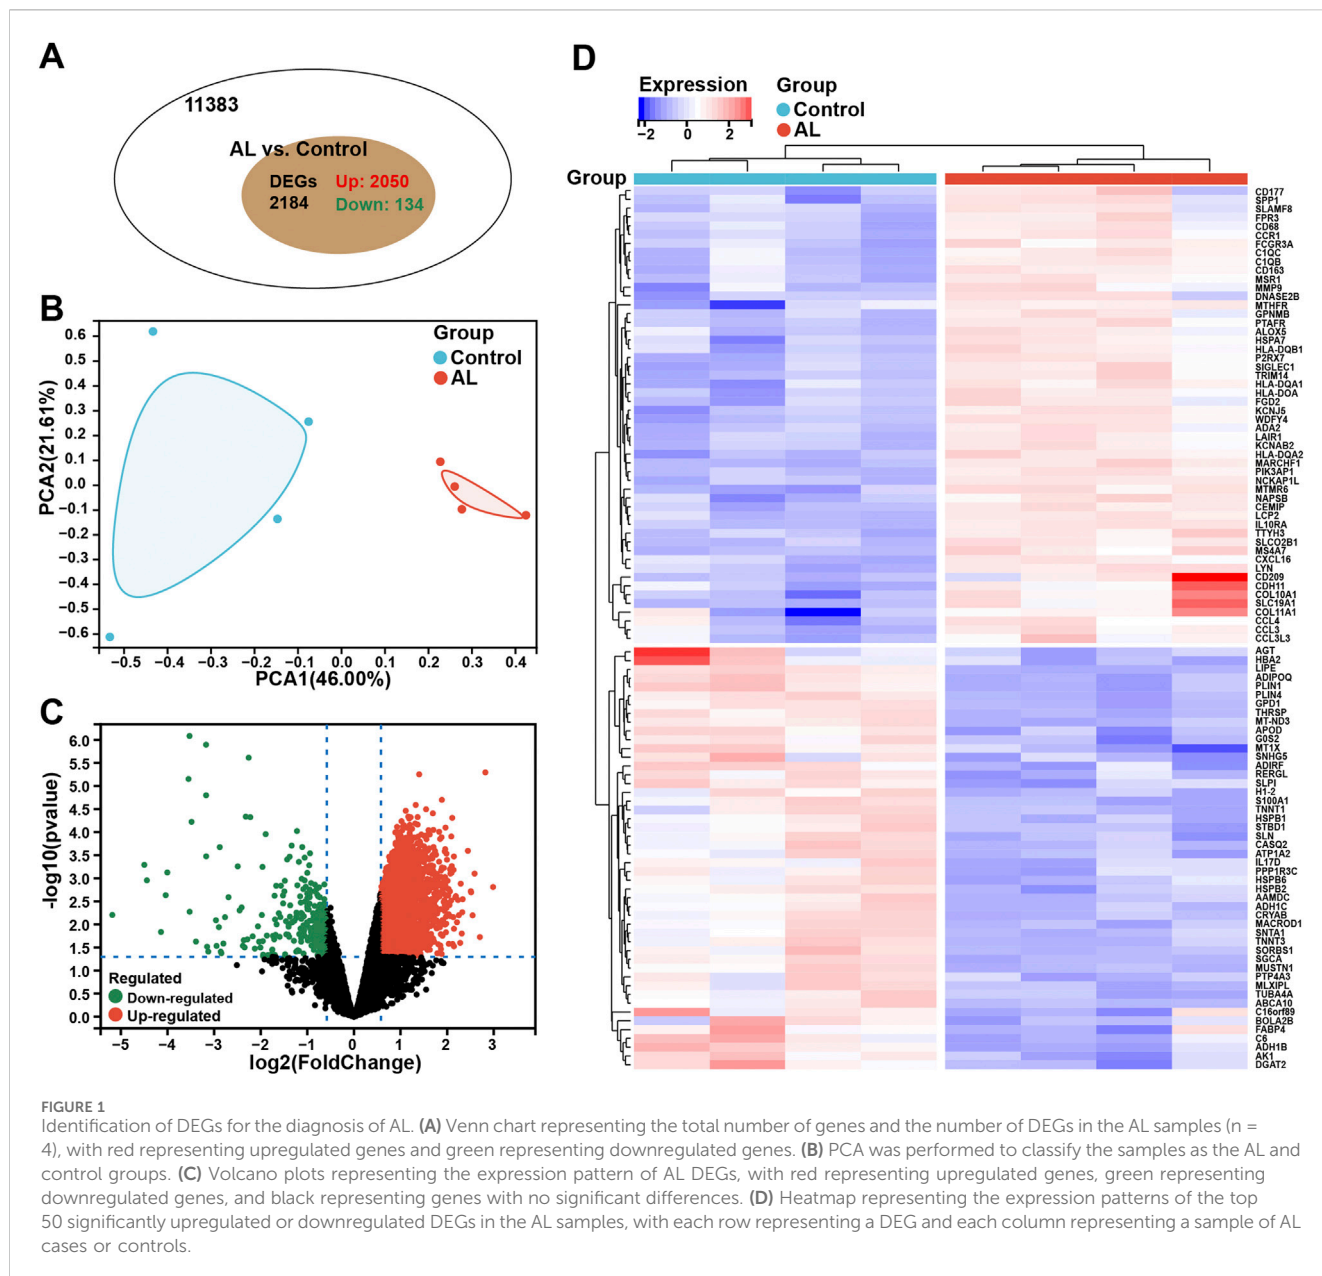 A
11383
AL vs. Control
DEGs
2184
Up: 2050
Down: 134
B
Group
Control
AL
PCA2(21.61%)
0.6
0.5
0.4
0.3
0.2
0.1
0.0
−0.1
−0.2
−0.3
−0.4
−0.5
−0.6
−0.5
−0.4
−0.3
−0.2
−0.1
0.0
0.1
0.2
0.3
0.4
PCA1(46.00%)
C
-log10(pvalue)
6.0
5.5
5.0
4.5
4.0
3.5
3.0
2.5
2.0
1.5
1.0
0.5
0.0
Regulated
Down-regulated
Up-regulated
−5
−4
−3
−2
−1
0
1
2
3
log2(FoldChange)
D
Expression
−2
0
2
Group
Control
AL
Group
CD177
SPP1
SLAMF8
FPR3
CD68
CCR1
FCGR3A
C1QC
C1QB
CD163
MSR1
MMP9
DNASE2B
MTHFR
GPNMB
PTAFR
ALOX5
HSPA7
HLA-DQB1
P2RX7
SIGLEC1
TRIM14
HLA-DQA1
HLA-DOA
FGD2
KCNJ5
WDFY4
ADA2
LAIR1
KCNAB2
HLA-DQA2
MARCHF1
PIK3AP1
NCKAP1L
MTMR6
NAPSB
CEMIP
LCP2
IL10RA
TTYH3
SLCO2B1
MS4A7
CXCL16
LYN
CD209
CDH11
COL10A1
SLC19A1
COL11A1
CCL4
CCL3
CCL3L3
AGT
HBA2
LIPE
ADIPOQ
PLIN1
PLIN4
GPD1
THRSP
MT-ND3
APOD
G0S2
MT1X
SNHG5
ADIRF
RERGL
SLPI
H1-2
S100A1
TNNT1
HSPB1
STBD1
SLN
CASQ2
ATP1A2
IL17D
PPP1R3C
HSPB6
HSPB2
AAMDC
ADH1C
CRYAB
MACROD1
SNTA1
TNNT3
SORBS1
SGCA
MUSTN1
PTP4A3
MLXIPL
TUBA4A
ABCA10
C16orf89
BOLA2B
FABP4
C6
ADH1B
AK1
DGAT2
FIGURE 1
Identification of DEGs for the diagnosis of AL. (A) Venn chart representing the total number of genes and the number of DEGs in the AL samples (n =
4), with red representing upregulated genes and green representing downregulated genes. (B) PCA was performed to classify the samples as the AL and
control groups. (C) Volcano plots representing the expression pattern of AL DEGs, with red representing upregulated genes, green representing
downregulated genes, and black representing genes with no significant differences. (D) Heatmap representing the expression patterns of the top
50 significantly upregulated or downregulated DEGs in the AL samples, with each row representing a DEG and each column representing a sample of AL
cases or controls.